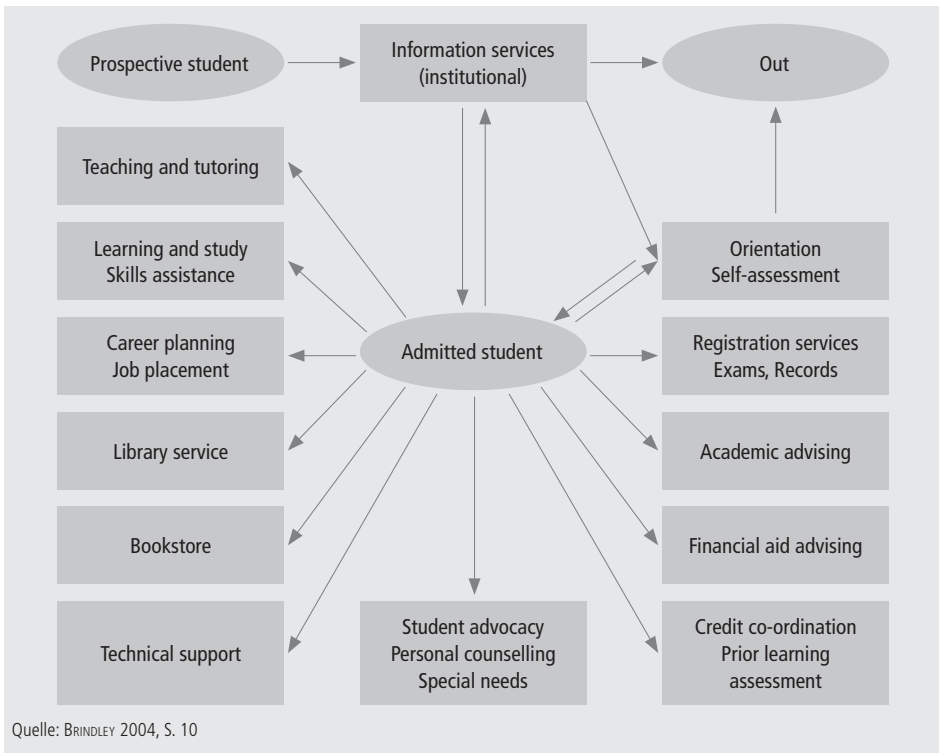 Prospective student
Information services
(institutional)
Out
Teaching and tutoring
Learning and study
Skills assistance
Orientation
Self-assessment
Career planning
Job placement
Admitted student
Registration services
Exams, Records
Library service
Academic advising
Bookstore
Financial aid advising
Technical support
Student advocacy
Personal counselling
Special needs
Credit co-ordination
Prior learning
assessment
Quelle: BRINDLEY 2004, S. 10